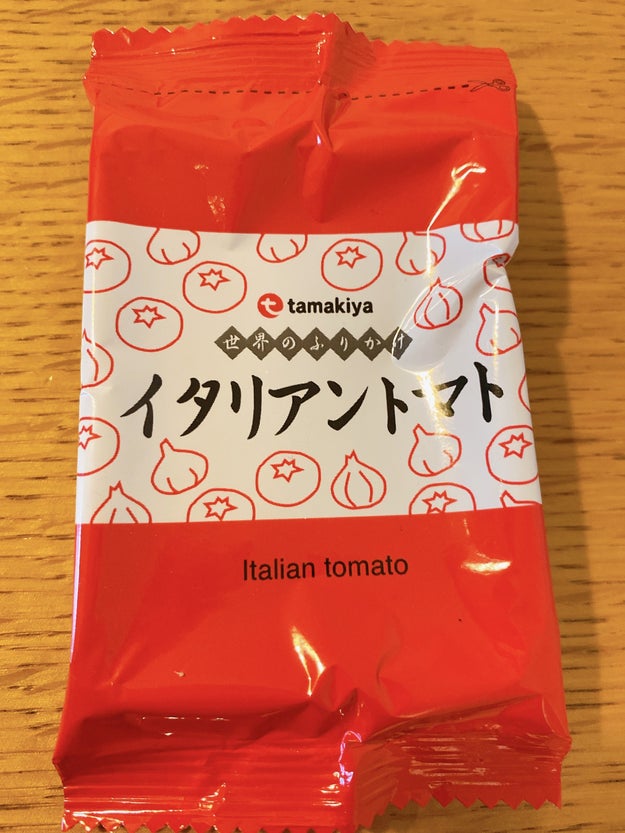 tamakiya
世界のふりかけ
イタリアントマト
Italian tomato